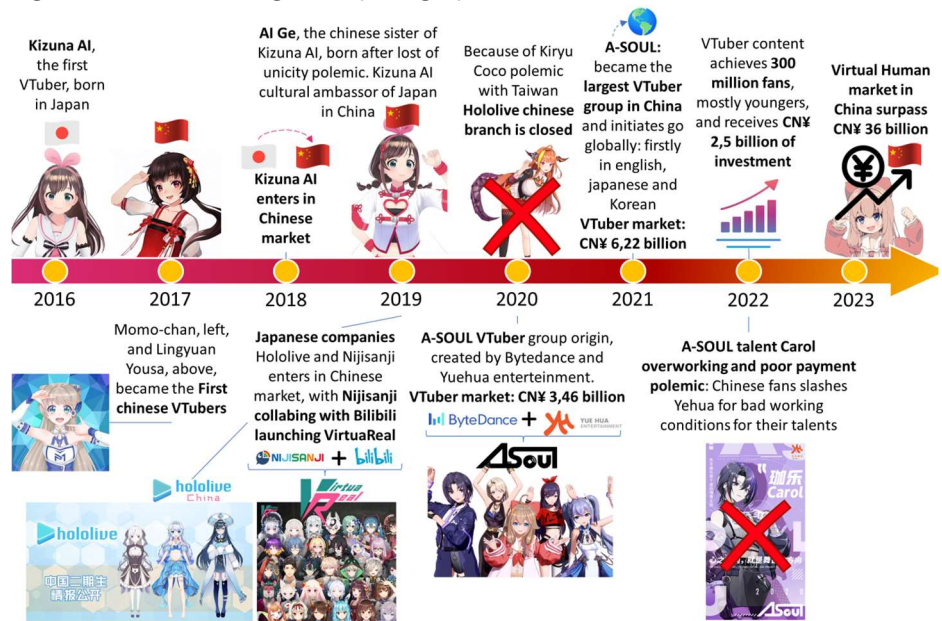 Kizuna AI,
the first
VTuber, born
in Japan
AI Ge, the chinese sister of
Kizuna AI, born after lost of
unicity polemic. Kizuna AI
cultural ambassor of Japan
in China
Kizuna AI
enters in
Chinese
market
Because of Kiryu
Coco polemic
with Taiwan
Hololive chinese
branch is closed
A-SOUL:
became the
largest VTuber
group in China
and initiates go
globally: firstly
in english,
japanese and
Korean
VTuber market:
CN¥ 6,22 billion
VTuber content
achieves 300
million fans,
mostly youngers,
and receives CN¥
2,5 billion of
investment
Virtual Human
market in
China surpass
CN¥ 36 billion
2016
2017
2018
2019
2020
2021
2022
2023
Momo-chan, left,
and Lingyuan
Yousa, above,
became the First
chinese VTubers
Japanese companies
Hololive and Nijisanji
enters in Chinese
market, with Nijisanji
collabing with Bilibili
launching VirtuaReal
NIJISANJI + bilibili
hololive
China
hololive
中国二期生
情报公开
Virtua
Real
A-SOUL VTuber group origin,
created by Bytedance and
Yuehua enterteinment.
VTuber market: CN¥ 3,46 billion
ByteDance + YUE HUA
ENTERTAINMENT
ASoul
A-SOUL talent Carol
overworking and poor payment
polemic: Chinese fans slashes
Yehua for bad working
conditions for their talents
珈乐
Carol
ASoul